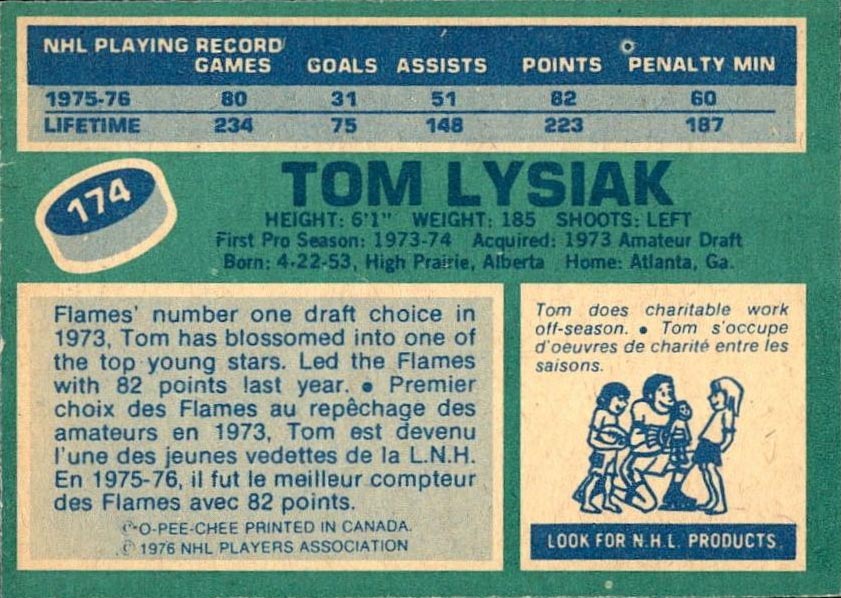 NHL PLAYING RECORD
GAMES GOALS ASSISTS POINTS PENALTY MIN
1975-76 80 31 51 82 60
LIFETIME 234 75 148 223 187
174
TOM LYSIAK
HEIGHT: 6'1" WEIGHT: 185 SHOOTS: LEFT
First Pro Season: 1973-74 Acquired: 1973 Amateur Draft
Born: 4-22-53, High Prairie, Alberta Home: Atlanta, Ga.
Flames' number one draft choice in
1973, Tom has blossomed into one of
the top young stars. Led the Flames
with 82 points last year. • Premier
choix des Flames au repêchage des
amateurs en 1973, Tom est devenu
l'une des jeunes vedettes de la L.N.H.
En 1975-76, il fut le meilleur compteur
des Flames avec 82 points.
©O-PEE-CHEE PRINTED IN CANADA.
© 1976 NHL PLAYERS ASSOCIATION
Tom does charitable work
off-season. • Tom s'occupe
d'oeuvres de charité entre les
saisons.
LOOK FOR N.H.L. PRODUCTS